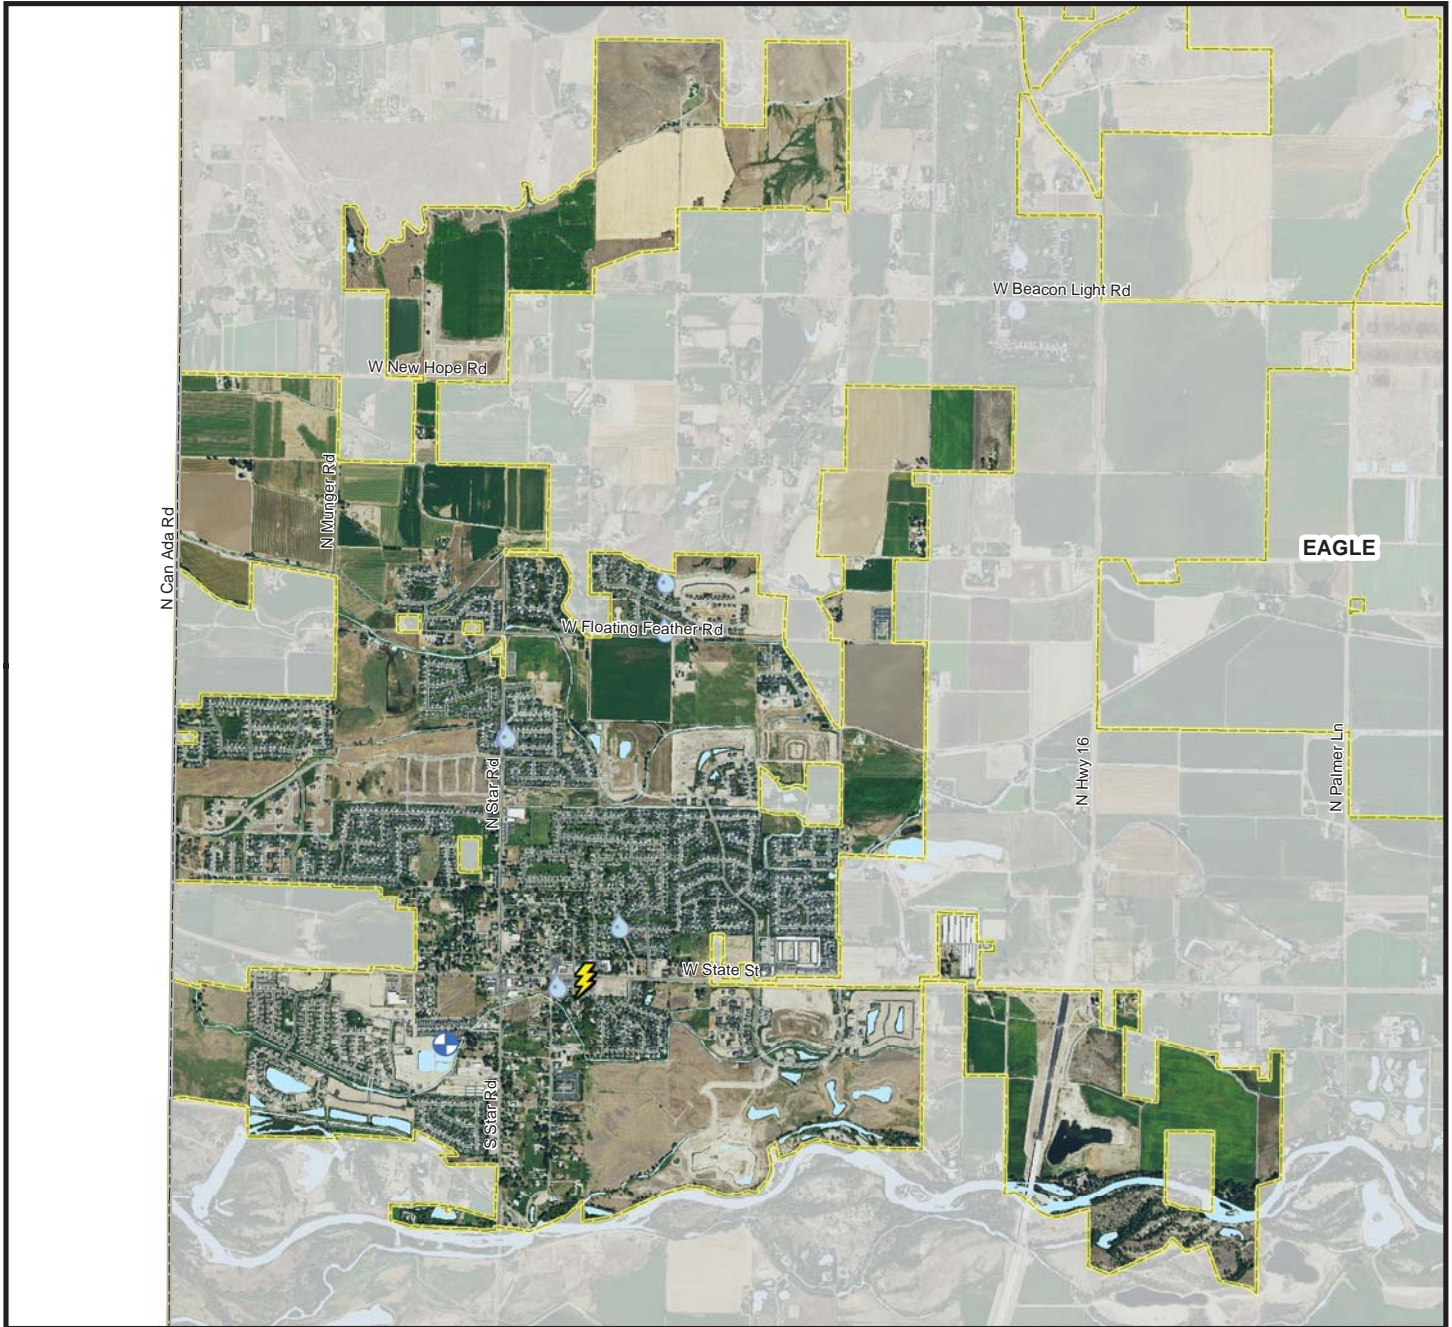 W Beacon Light Rd
W New Hope Rd
N Munger Rd
N Can Ada Rd
EAGLE
W Floating Feather Rd
N Star Rd
N Hwy 16
N Palmer Ln
W State St
S Star Rd